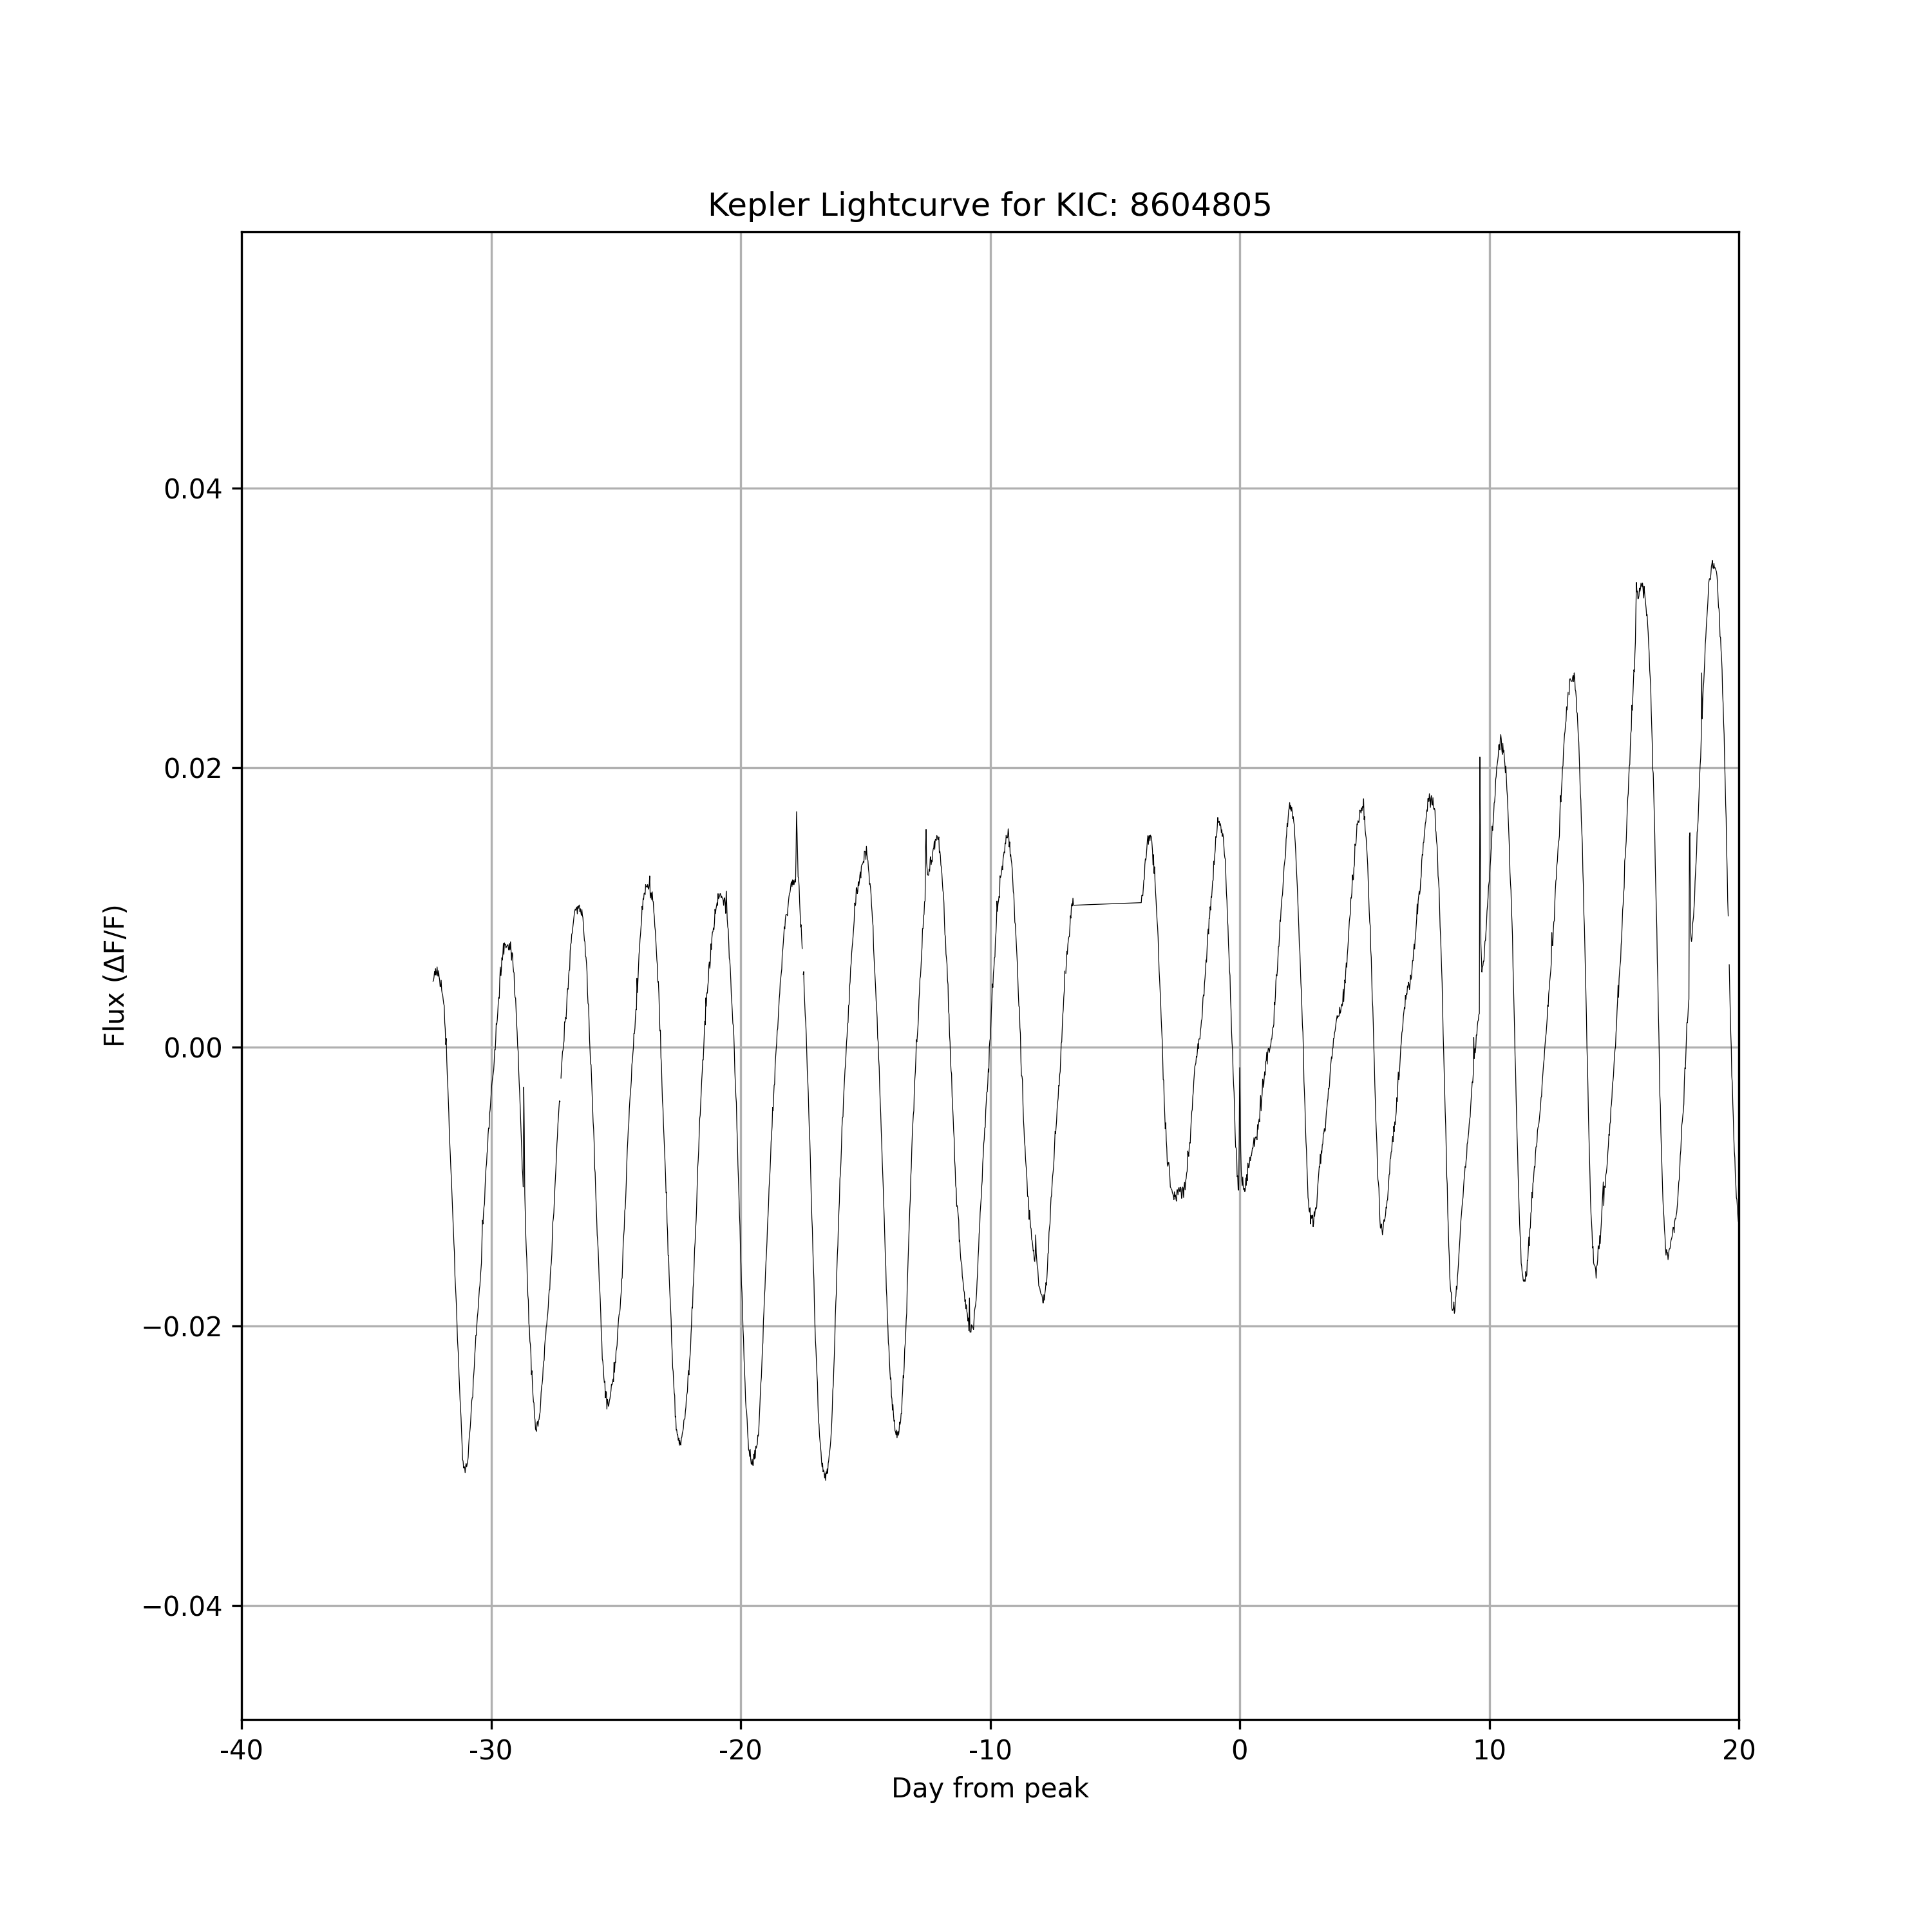 Kepler Lightcurve for KIC: 8604805
Flux (ΔF/F)
0.04
0.02
0.00
−0.02
−0.04
-40 -30 -20 -10 0 10 20
Day from peak